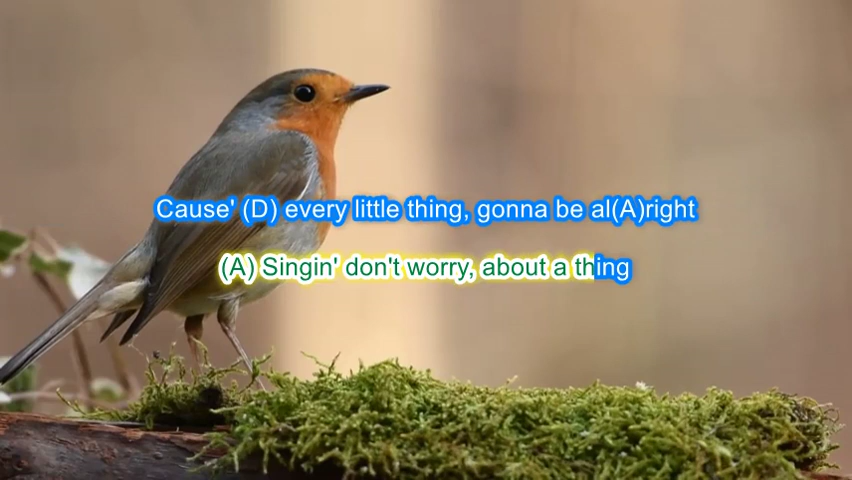 Cause' (D) every little thing, gonna be al(A)right
(A) Singin' don't worry, about a thing